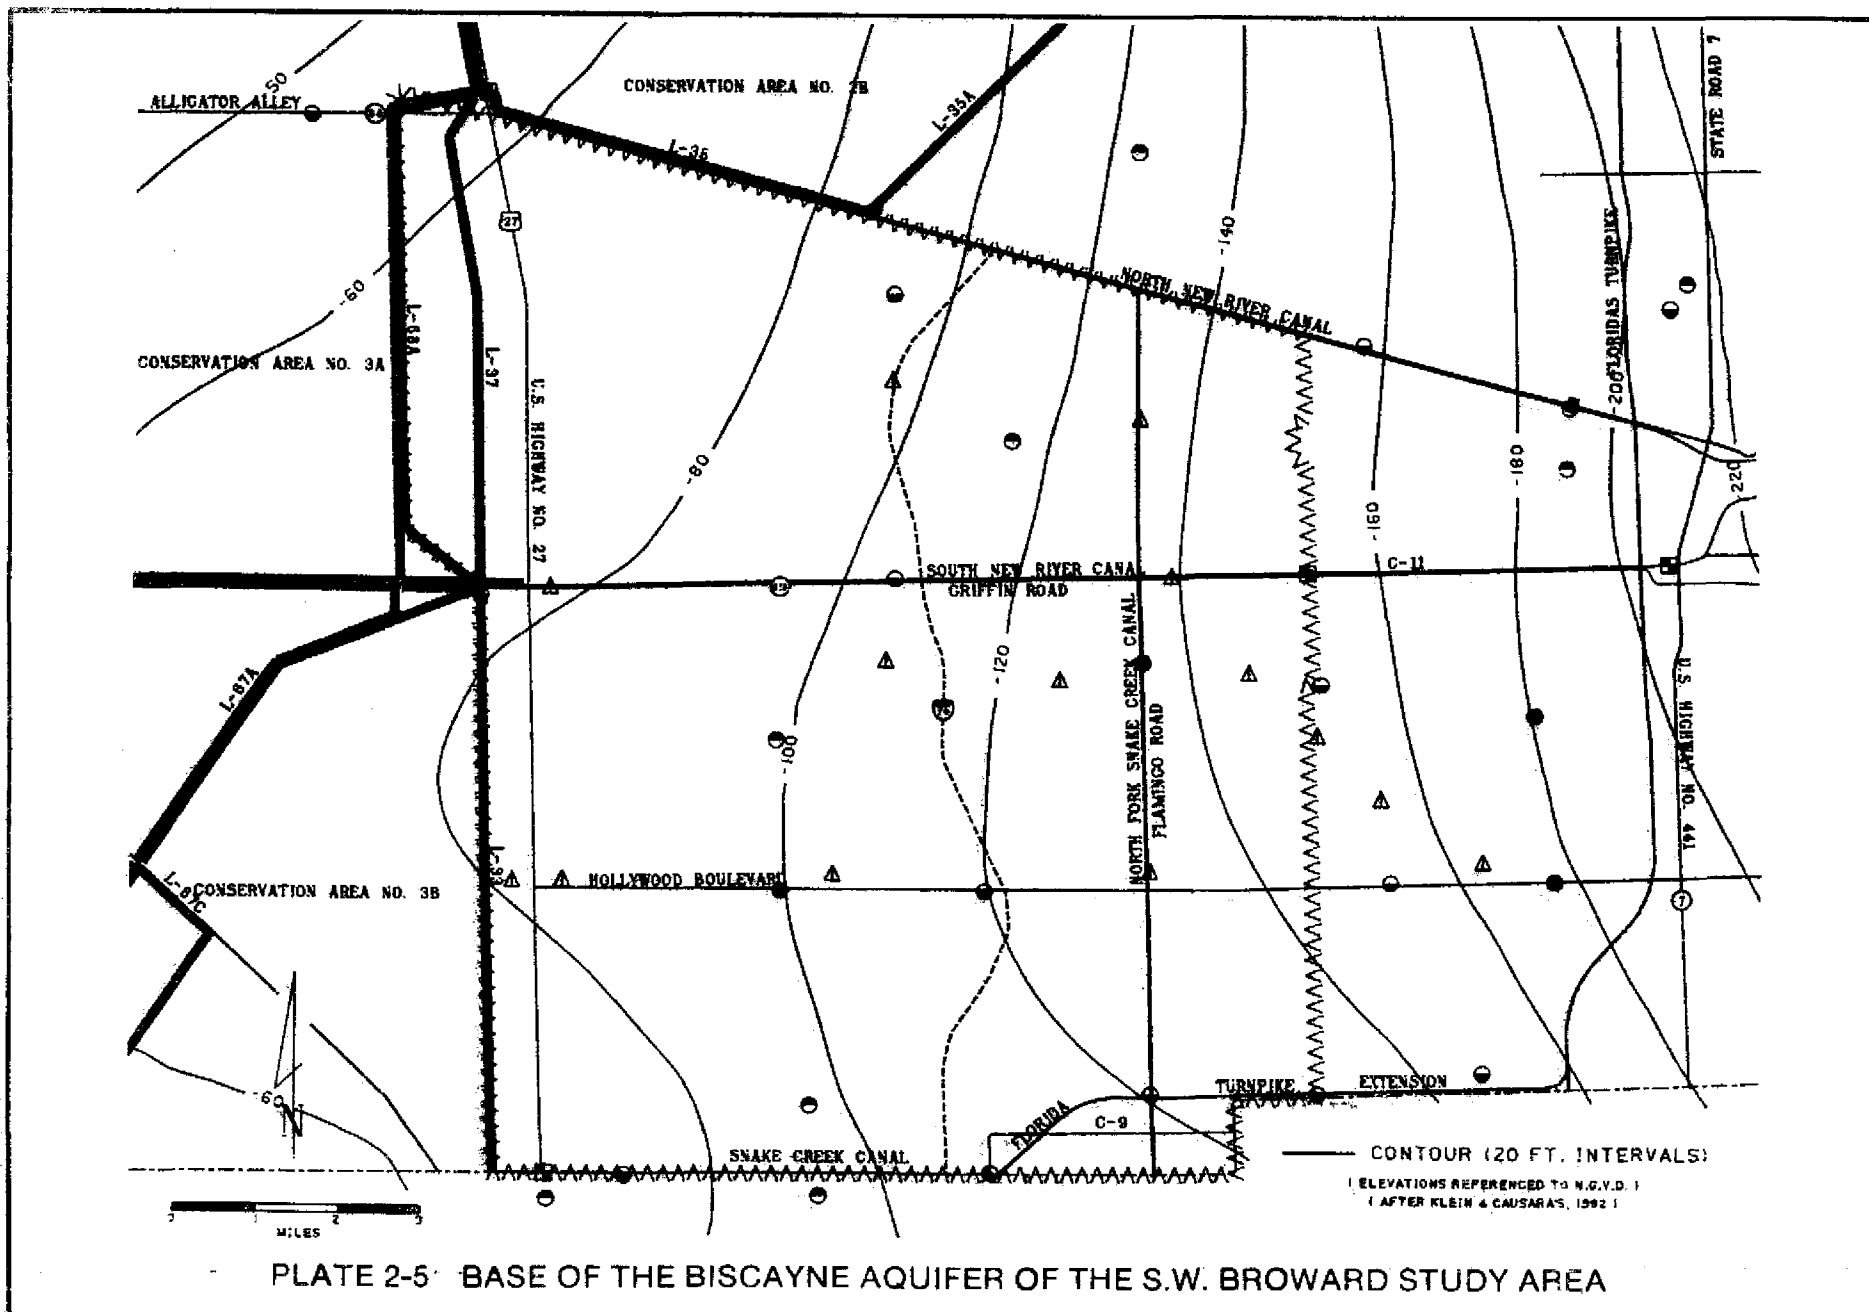 -50
CONSERVATION AREA NO. 2B
ALLIGATOR ALLEY
84
L-35A
L-35
STATE ROAD 7
27
-140
FLORIDAS TURNPIKE
-60
NORTH NEW RIVER CANAL
L-68A
L-37
CONSERVATION AREA NO. 3A
U.S. HIGHWAY NO. 27
-200
-80
-180
-160
220
SOUTH NEW RIVER CANAL
C-11
GRIFFIN ROAD
L-67A
-120
75
NORTH FORK SNAKE CREEK CANAL
FLAMINGO ROAD
U.S. HIGHWAY NO. 441
-100
L-33
HOLLYWOOD BOULEVARD
L-67C
CONSERVATION AREA NO. 3B
7
-60
N
TURNPIKE EXTENSION
FLORIDA
C-9
SNAKE CREEK CANAL
CONTOUR (20 FT. INTERVALS)
( ELEVATIONS REFERENCED TO N.G.V.D. )
( AFTER KLEIN & CAUSARAS, 1982 )
1 2 3
MILES
PLATE 2-5 BASE OF THE BISCAYNE AQUIFER OF THE S.W. BROWARD STUDY AREA